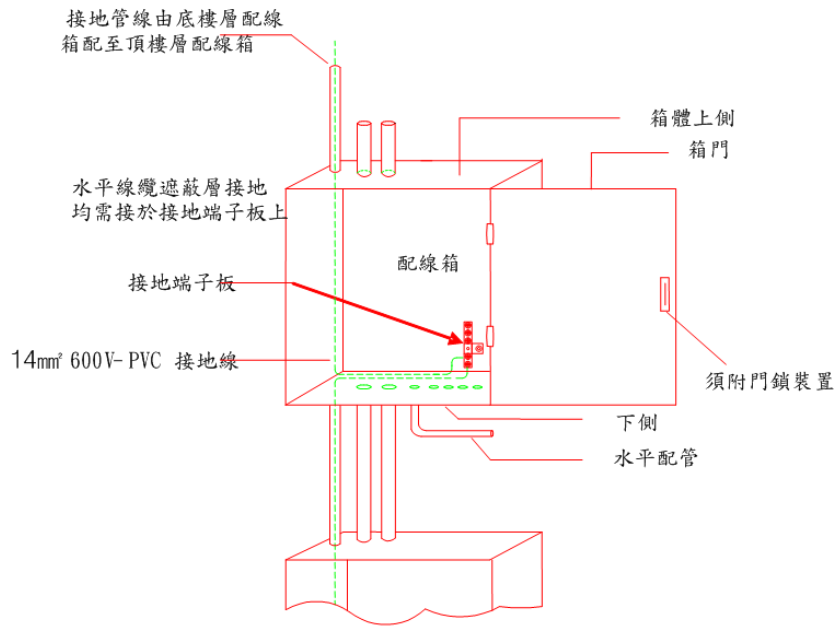 接地管線由底樓層配線
箱配至頂樓層配線箱
箱體上側
箱門
水平線纜遮蔽層接地
均需接於接地端子板上
配線箱
接地端子板
14㎜² 600V-PVC 接地線
須附門鎖裝置
下側
水平配管